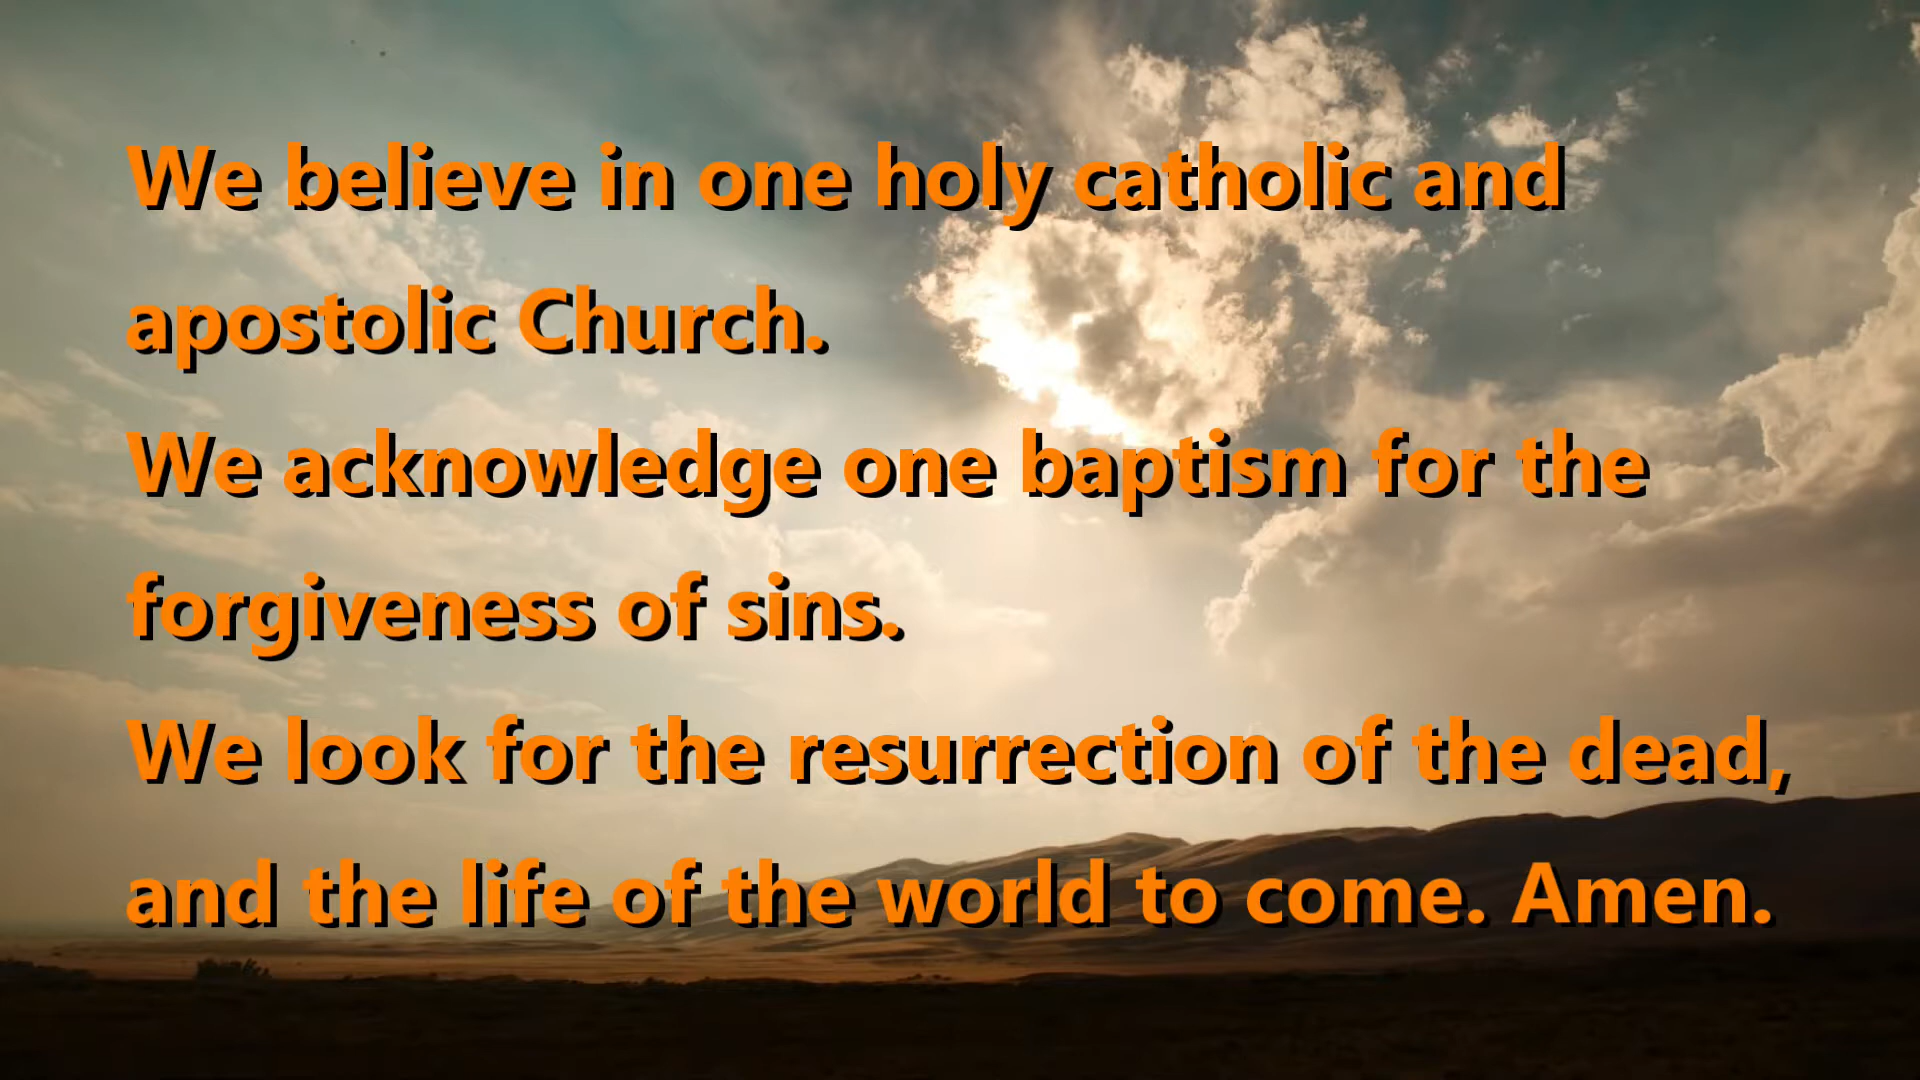 We believe in one holy catholic and
apostolic Church.
We acknowledge one baptism for the
forgiveness of sins.
We look for the resurrection of the dead,
and the life of the world to come. Amen.